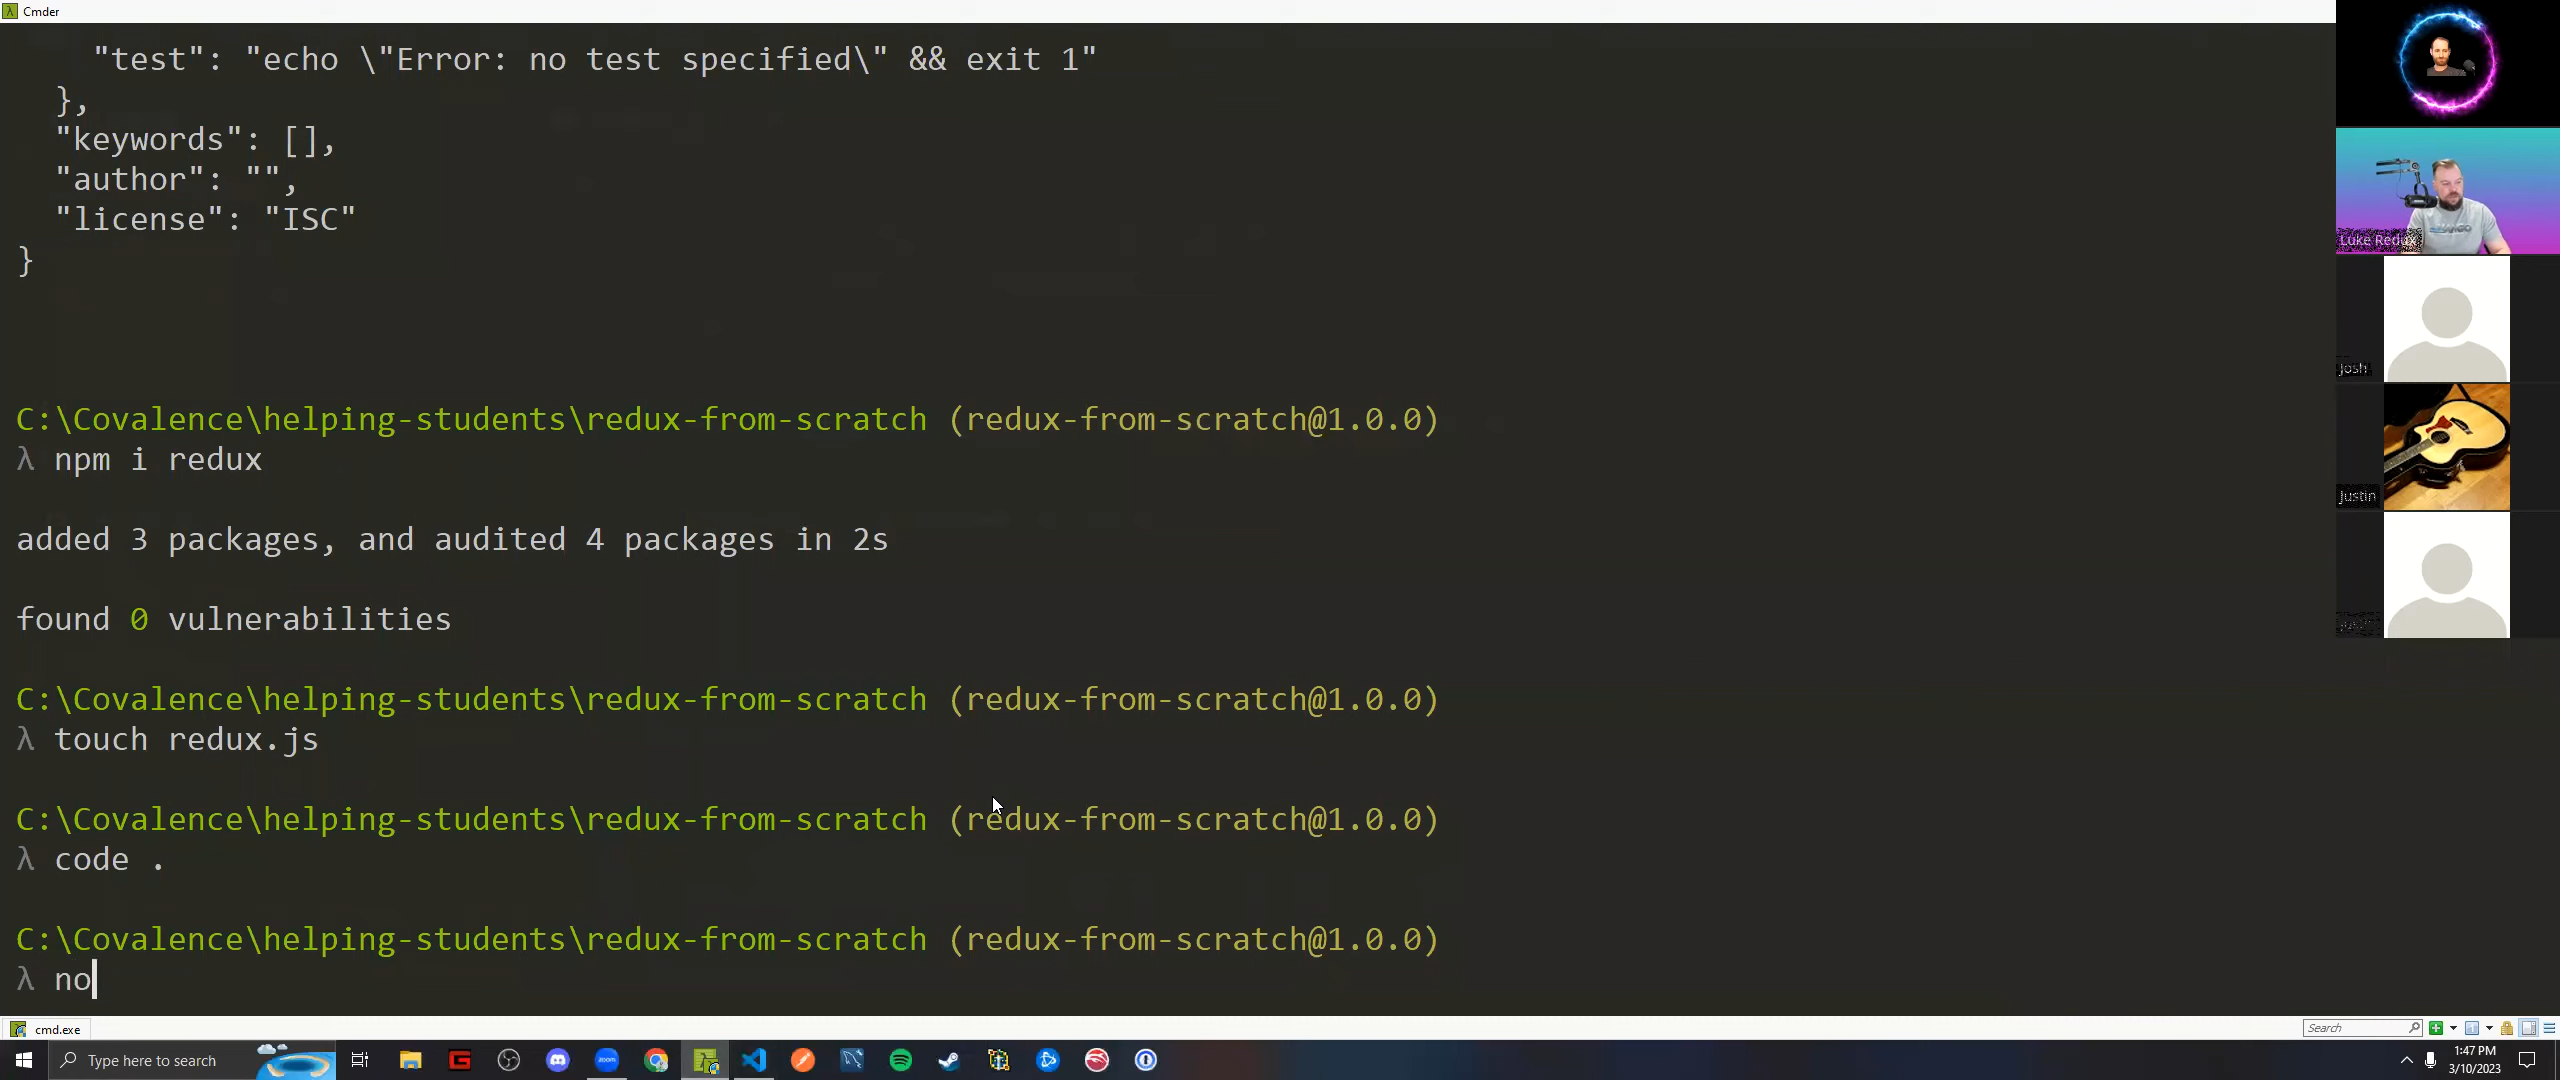 Cmder
"test": "echo \"Error: no test specified\" && exit 1"
},
"keywords": [],
"author": "",
"license": "ISC"
}
C:\Covalence\helping-students\redux-from-scratch (redux-from-scratch@1.0.0)
λ npm i redux
added 3 packages, and audited 4 packages in 2s
found 0 vulnerabilities
C:\Covalence\helping-students\redux-from-scratch (redux-from-scratch@1.0.0)
λ touch redux.js
C:\Covalence\helping-students\redux-from-scratch (redux-from-scratch@1.0.0)
λ code .
C:\Covalence\helping-students\redux-from-scratch (redux-from-scratch@1.0.0)
λ no
Luke Redux
Josh
Justin
cmd.exe
Search
Type here to search
zoom
1:47 PM
3/10/2023